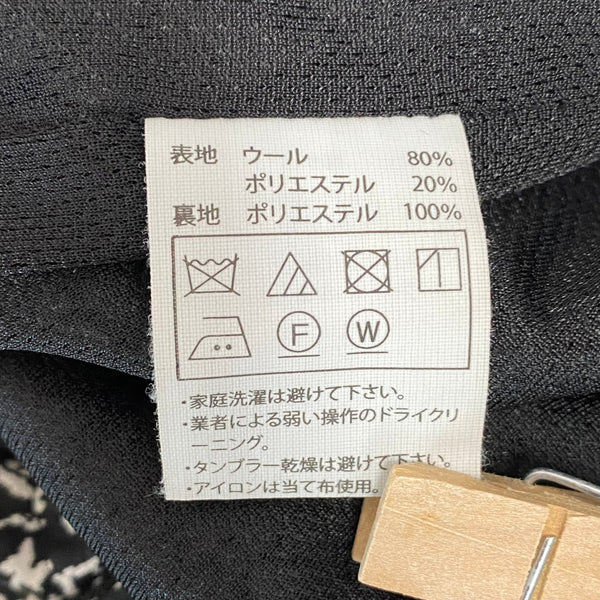 表地 ウール 80%
ポリエステル 20%
裏地 ポリエステル 100%
F W
・家庭洗濯は避けて下さい。
・業者による弱い操作のドライクリ
ーニング。
・タンブラー乾燥は避けて下さい。
・アイロンは当て布使用。